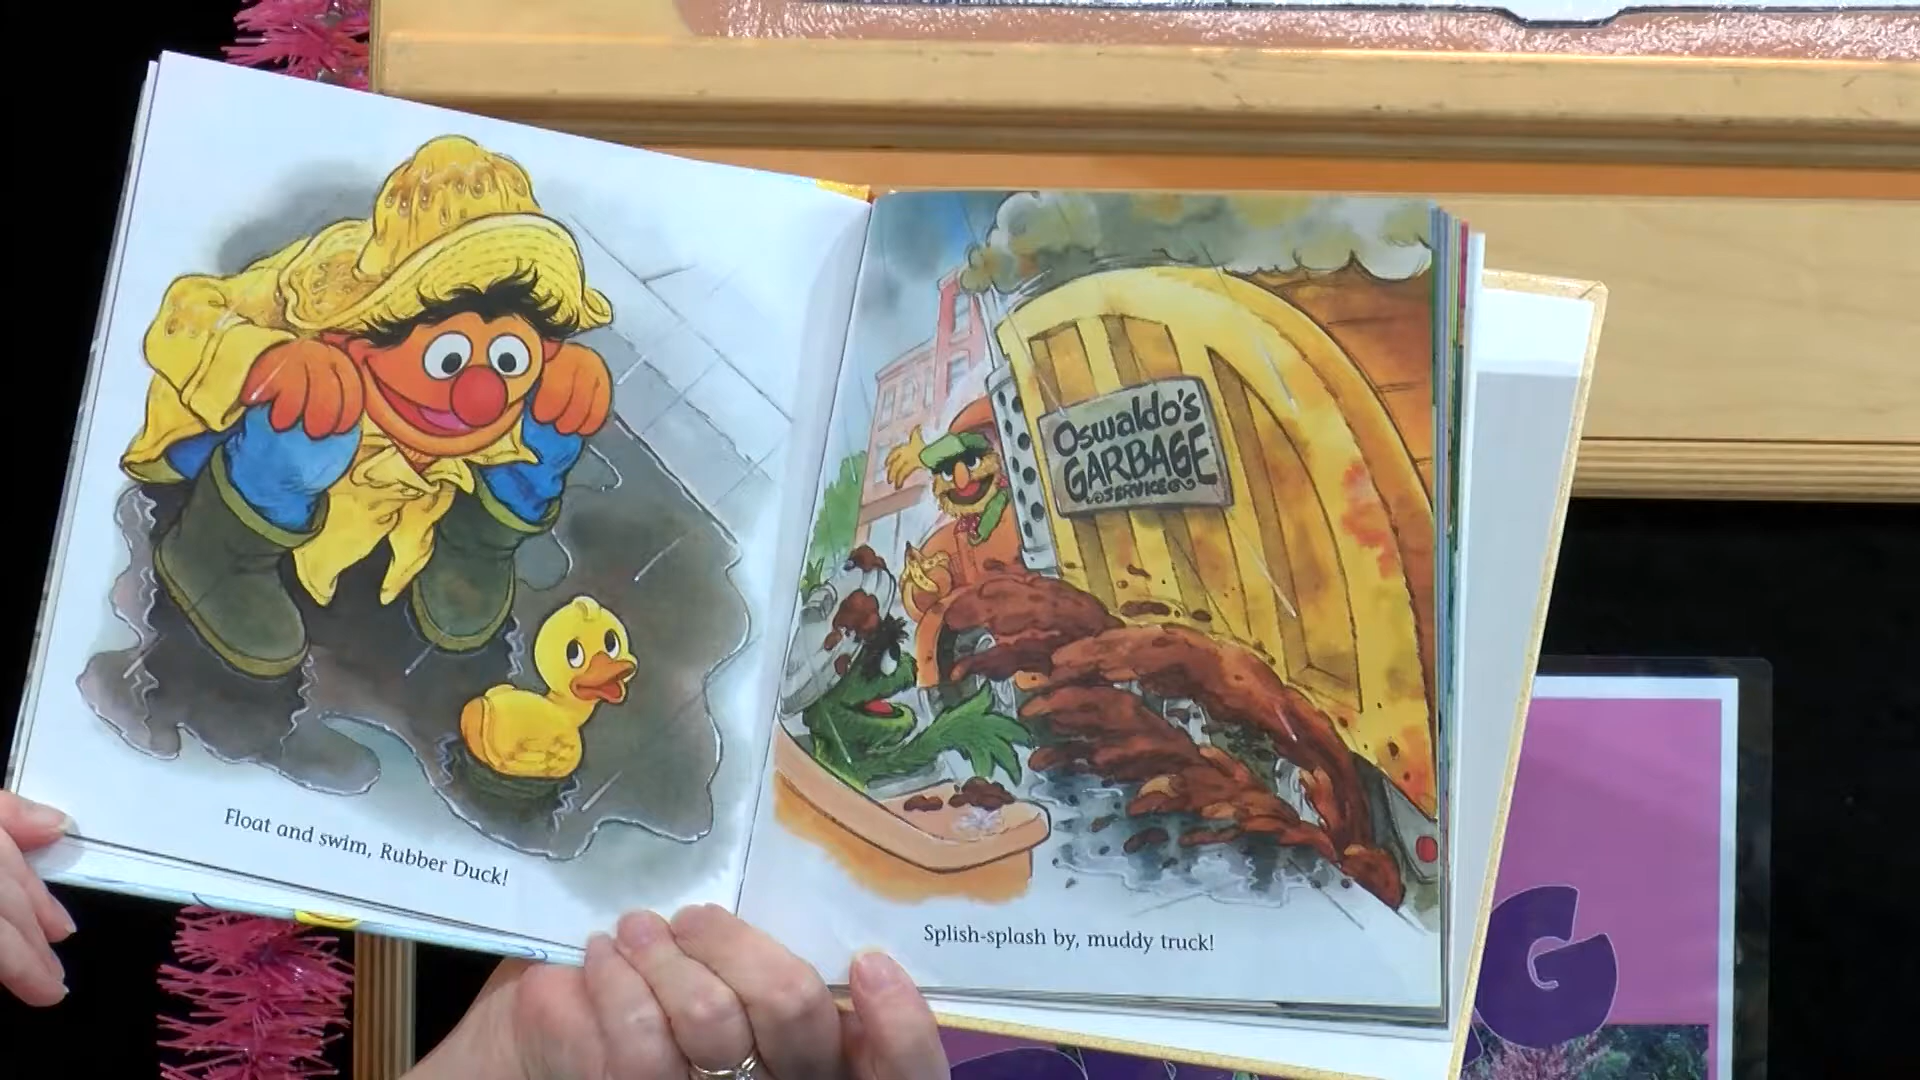 Float and swim, Rubber Duck!
Oswaldo's
GARBAGE
SERVICE
Splish-splash by, muddy truck!
G